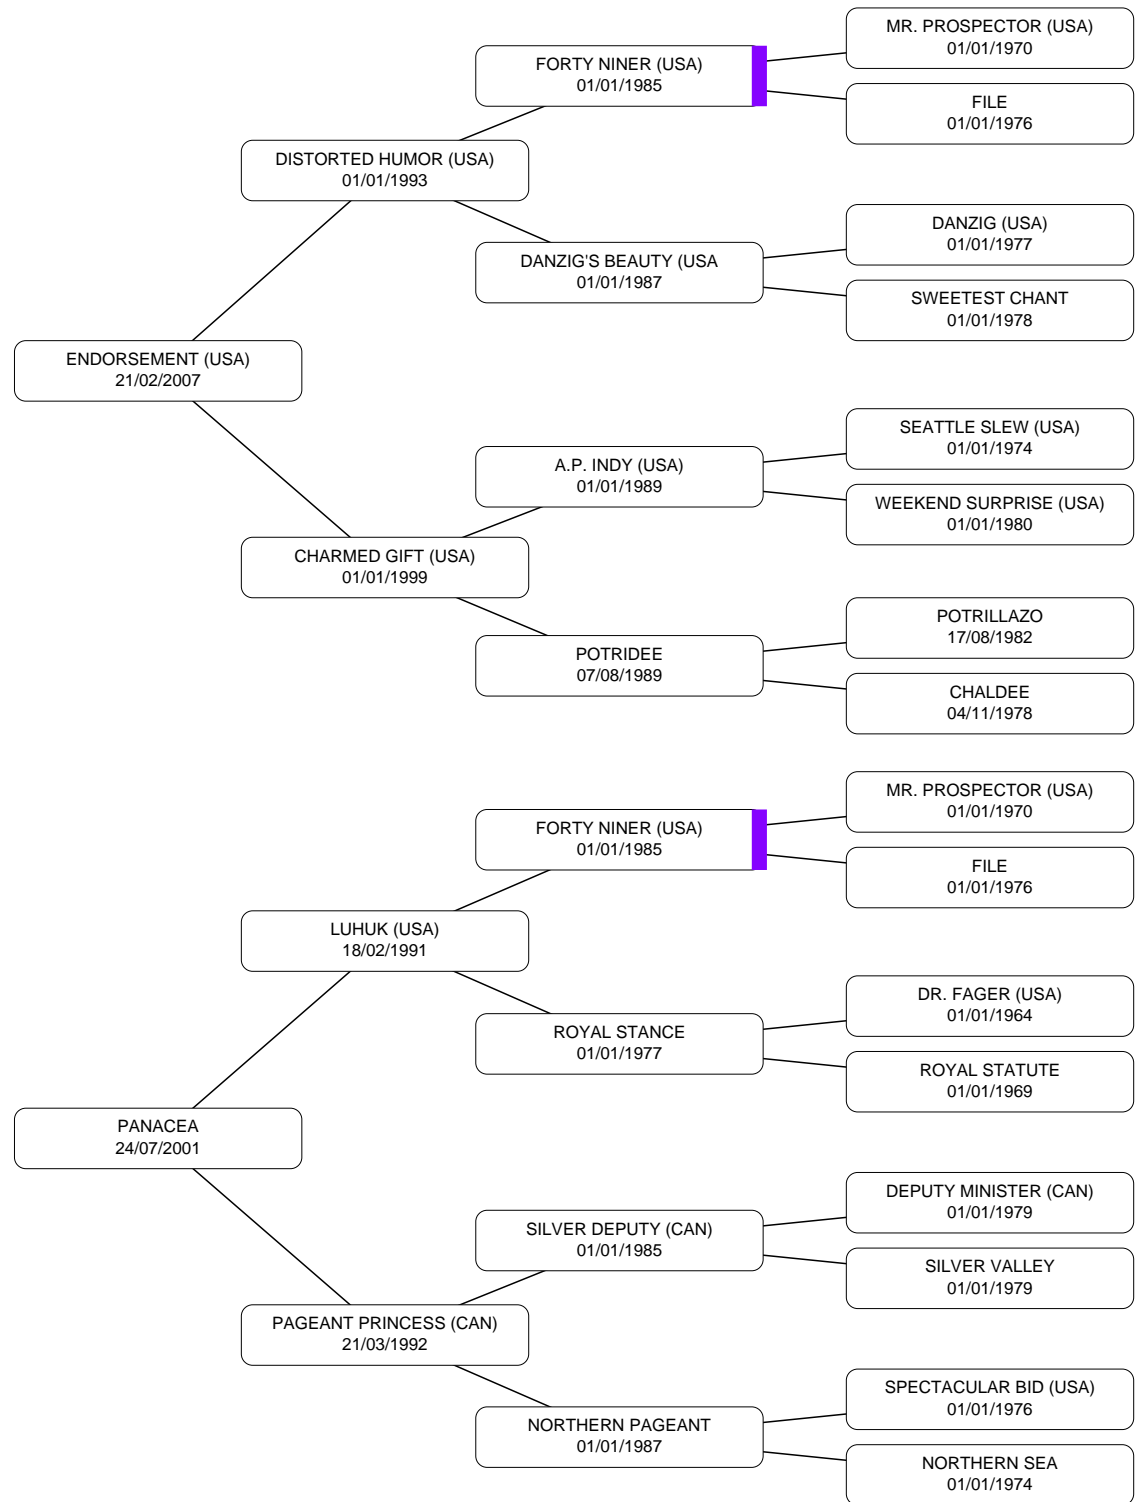 MR. PROSPECTOR (USA)
01/01/1970
FORTY NINER (USA)
01/01/1985
FILE
01/01/1976
DISTORTED HUMOR (USA)
01/01/1993
DANZIG (USA)
01/01/1977
DANZIG'S BEAUTY (USA
01/01/1987
SWEETEST CHANT
01/01/1978
ENDORSEMENT (USA)
21/02/2007
SEATTLE SLEW (USA)
01/01/1974
A.P. INDY (USA)
01/01/1989
WEEKEND SURPRISE (USA)
01/01/1980
CHARMED GIFT (USA)
01/01/1999
POTRILLAZO
17/08/1982
POTRIDEE
07/08/1989
CHALDEE
04/11/1978
MR. PROSPECTOR (USA)
01/01/1970
FORTY NINER (USA)
01/01/1985
FILE
01/01/1976
LUHUK (USA)
18/02/1991
DR. FAGER (USA)
01/01/1964
ROYAL STANCE
01/01/1977
ROYAL STATUTE
01/01/1969
PANACEA
24/07/2001
DEPUTY MINISTER (CAN)
01/01/1979
SILVER DEPUTY (CAN)
01/01/1985
SILVER VALLEY
01/01/1979
PAGEANT PRINCESS (CAN)
21/03/1992
SPECTACULAR BID (USA)
01/01/1976
NORTHERN PAGEANT
01/01/1987
NORTHERN SEA
01/01/1974